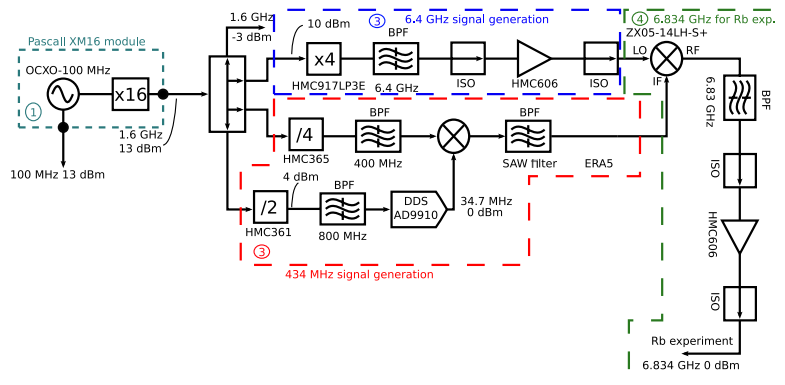 Pascall XM16 module
OCXO-100 MHz
x16
1
1.6 GHz
13 dBm
100 MHz 13 dBm
1.6 GHz
-3 dBm
10 dBm
3
6.4 GHz signal generation
x4
HMC917LP3E
BPF
6.4 GHz
ISO
HMC606
ISO
4
6.834 GHz for Rb exp.
ZX05-14LH-S+
LO
RF
IF
/4
HMC365
BPF
400 MHz
BPF
SAW filter
ERA5
/2
HMC361
4 dBm
BPF
800 MHz
DDS
AD9910
34.7 MHz
0 dBm
3
434 MHz signal generation
6.83 GHz
BPF
ISO
HMC606
ISO
Rb experiment
6.834 GHz 0 dBm